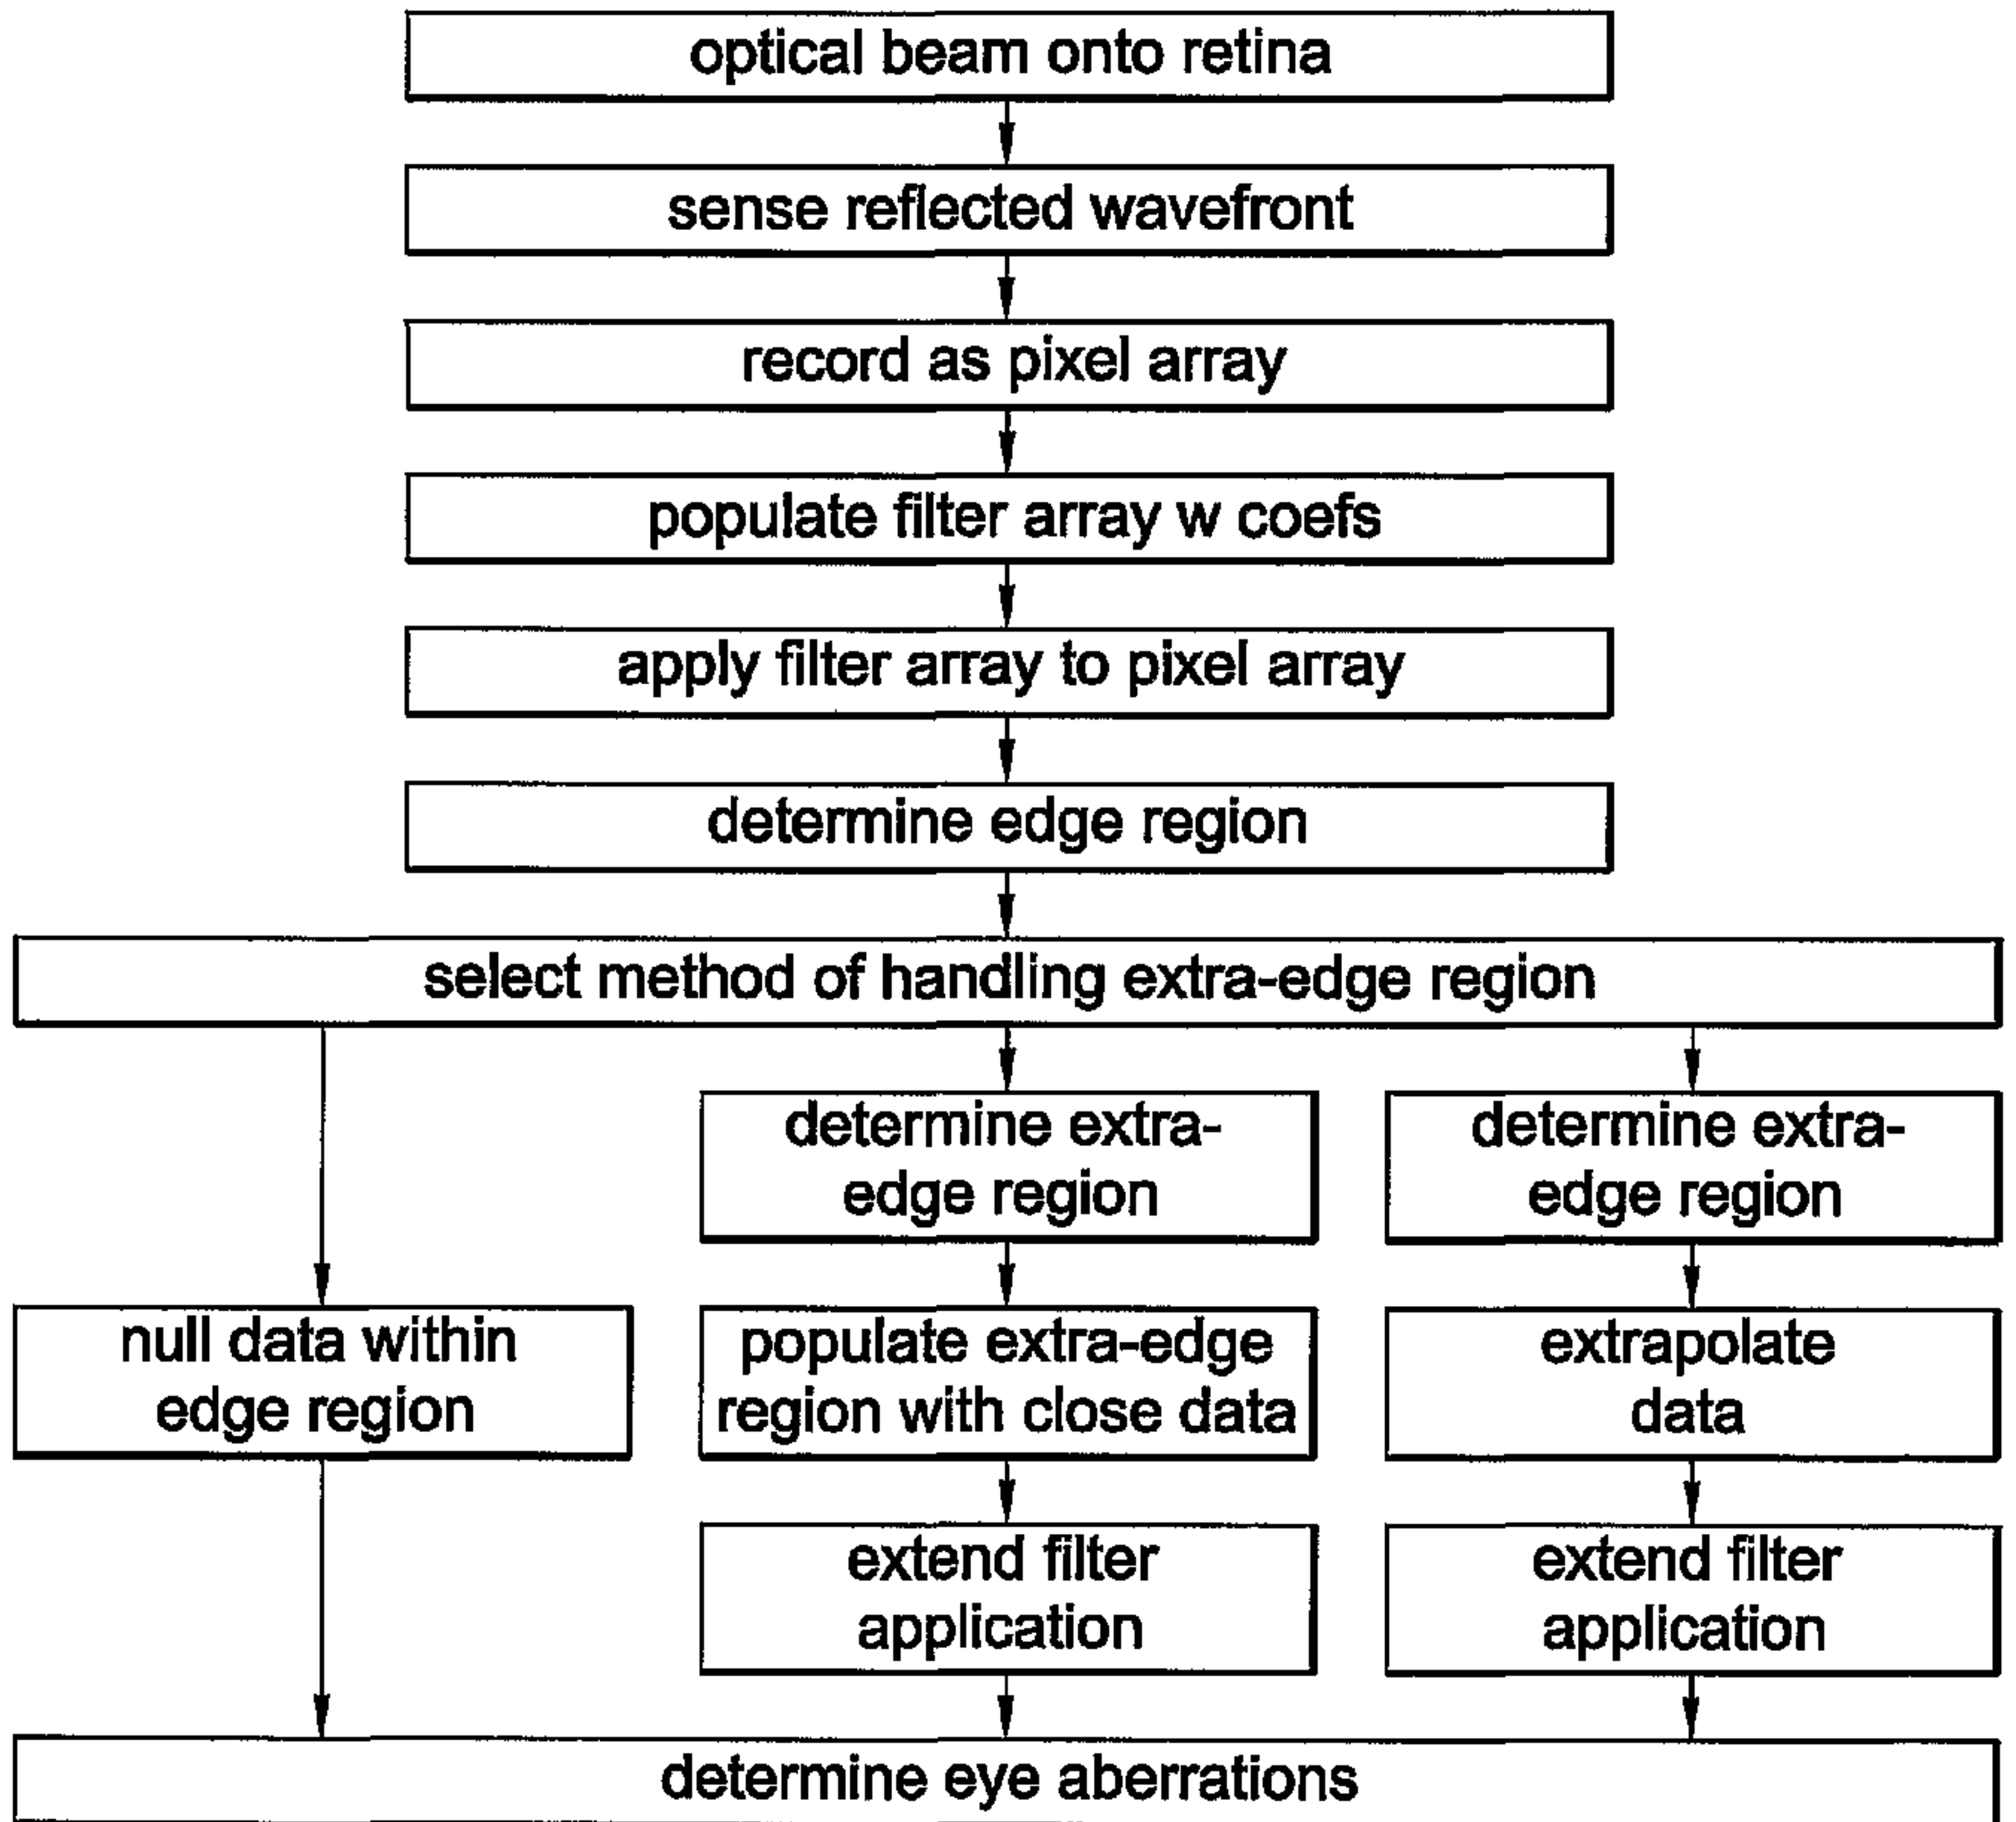 optical beam onto retina
sense reflected wavefront
record as pixel array
populate filter array w coefs
apply filter array to pixel array
determine edge region
select method of handling extra-edge region
determine extra-
edge region
determine extra-
edge region
null data within
edge region
populate extra-edge
region with close data
extrapolate
data
extend filter
application
extend filter
application
determine eye aberrations